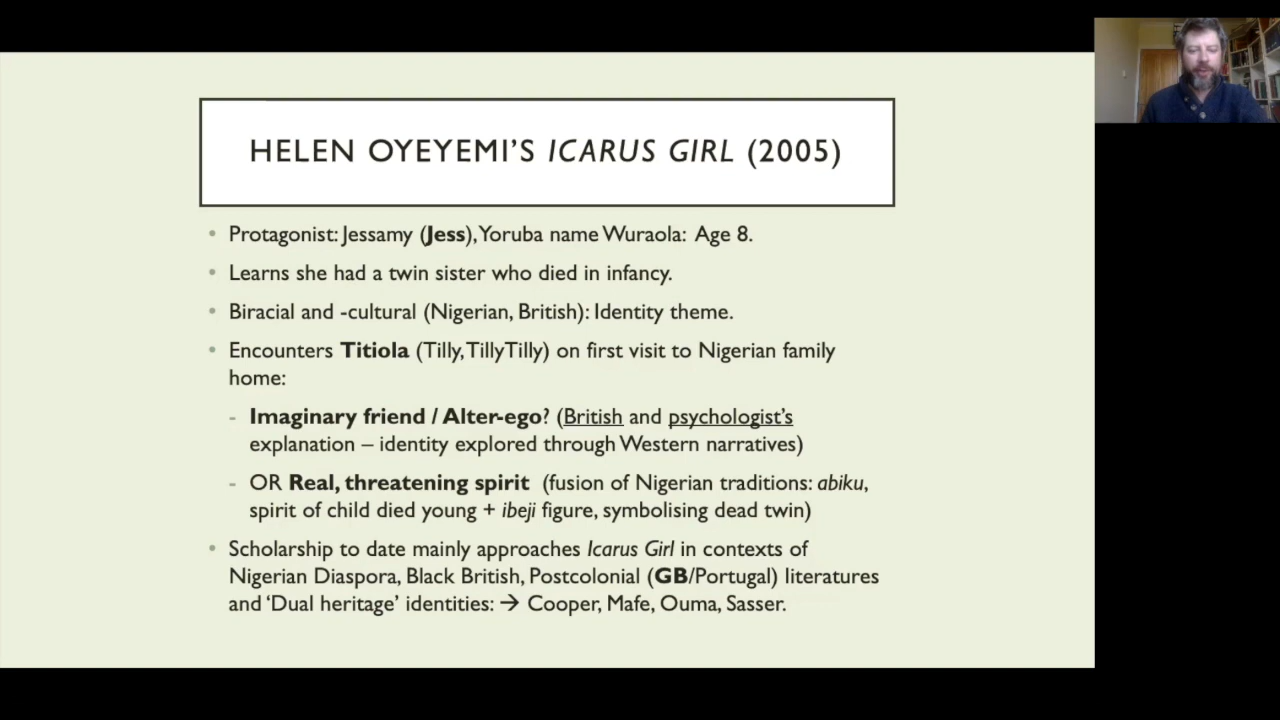 HELEN OYEYEMI’S ICARUS GIRL (2005)
• Protagonist: Jessamy (Jess), Yoruba name Wuraola: Age 8.
• Learns she had a twin sister who died in infancy.
• Biracial and -cultural (Nigerian, British): Identity theme.
• Encounters Titiola (Tilly, TillyTilly) on first visit to Nigerian family
home:
- Imaginary friend / Alter-ego? (British and psychologist’s
explanation – identity explored through Western narratives)
- OR Real, threatening spirit (fusion of Nigerian traditions: abiku,
spirit of child died young + ibeji figure, symbolising dead twin)
• Scholarship to date mainly approaches Icarus Girl in contexts of
Nigerian Diaspora, Black British, Postcolonial (GB/Portugal) literatures
and ‘Dual heritage’ identities: → Cooper, Mafe, Ouma, Sasser.